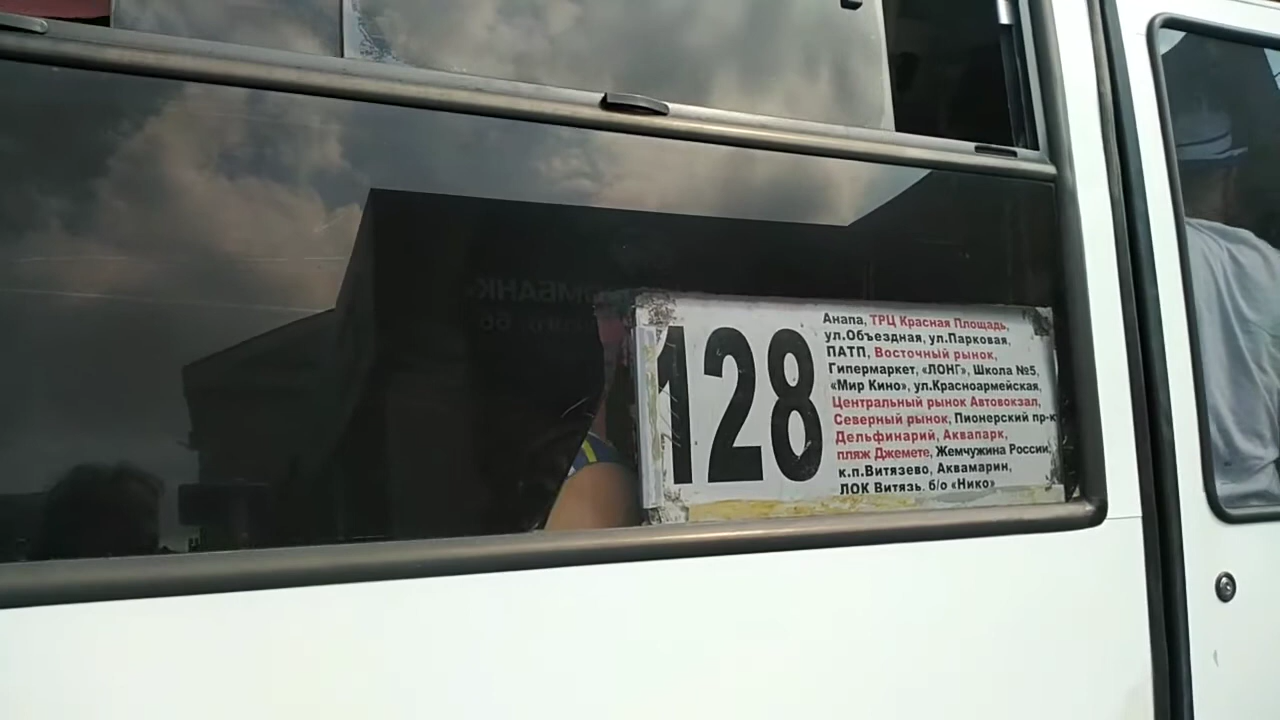 128
Анапа, ТРЦ Красная Площадь,
ул.Объездная, ул.Парковая,
ПАТП, Восточный рынок,
Гипермаркет, «ЛОНГ», Школа №5,
«Мир Кино», ул.Красноармейская,
Центральный рынок Автовокзал,
Северный рынок, Пионерский пр-к
Дельфинарий, Аквапарк,
пляж Джемете, Жемчужина России,
к.п.Витязево, Аквамарин,
ЛОК Витязь, б/о «Нико»